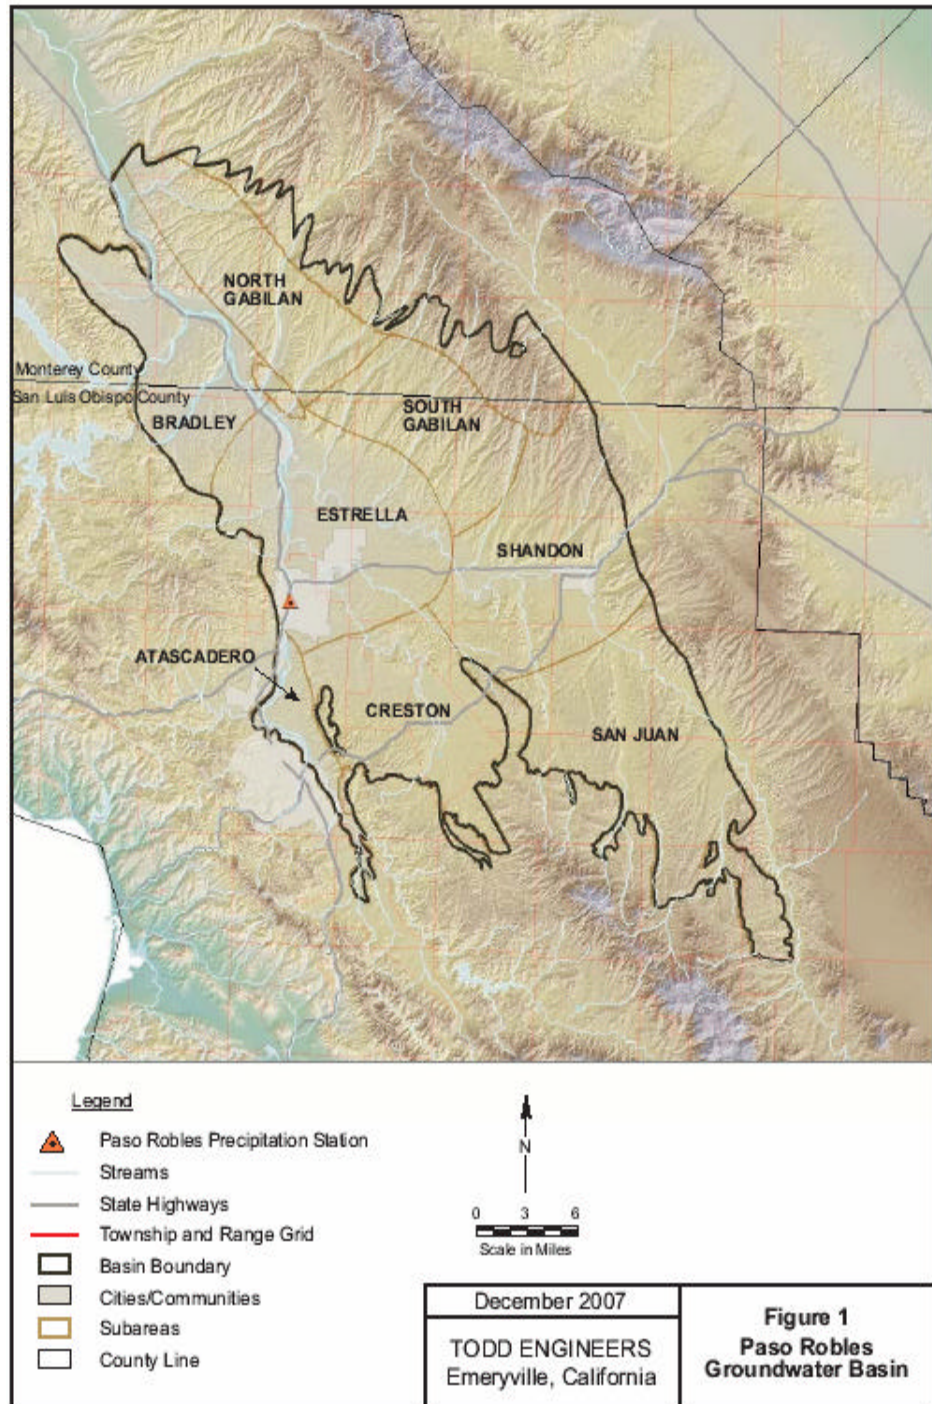 NORTH
GABILAN
Monterey County
San Luis Obispo County
BRADLEY
SOUTH
GABILAN
ESTRELLA
SHANDON
ATASCADERO
CRESTON
SAN JUAN
Legend
Paso Robles Precipitation Station
Streams
State Highways
Township and Range Grid
Basin Boundary
Cities/Communities
Subareas
County Line
N
0 3 6
Scale in Miles
December 2007
TODD ENGINEERS
Emeryville, California
Figure 1
Paso Robles
Groundwater Basin